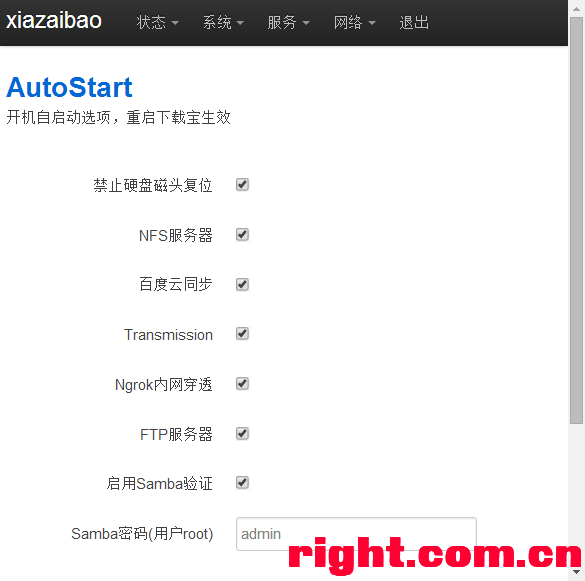 xiazaibao 状态 系统 服务 网络 退出
AutoStart
开机自启动选项，重启下载宝生效
禁止硬盘磁头复位
NFS服务器
百度云同步
Transmission
Ngrok内网穿透
FTP服务器
启用Samba验证
Samba密码(用户root) admin
right.com.cn